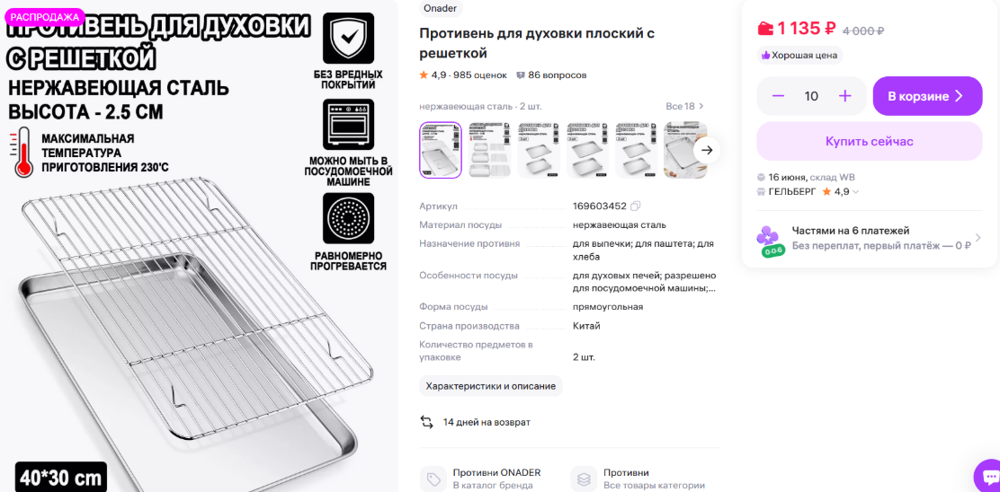 РАСПРОДАЖА
ПРОТИВЕНЬ ДЛЯ ДУХОВКИ
С РЕШЕТКОЙ
НЕРЖАВЕЮЩАЯ СТАЛЬ
ВЫСОТА - 2.5 СМ
МАКСИМАЛЬНАЯ
ТЕМПЕРАТУРА
ПРИГОТОВЛЕНИЯ 230°C
БЕЗ ВРЕДНЫХ
ПОКРЫТИЙ
МОЖНО МЫТЬ В
ПОСУДОМОЕЧНОЙ
МАШИНЕ
РАВНОМЕРНО
ПРОГРЕВАЕТСЯ
40*30 cm
Onader
Противень для духовки плоский с
решеткой
4,9 · 985 оценок
86 вопросов
нержавеющая сталь · 2 шт.
Все 18
Артикул 169603452
Материал посуды нержавеющая сталь
Назначение противня для выпечки; для паштета; для
хлеба
Особенности посуды для духовых печей; разрешено
для посудомоечной машины;...
Форма посуды прямоугольная
Страна производства Китай
Количество предметов в
упаковке 2 шт.
Характеристики и описание
14 дней на возврат
Противни ONADER
В каталог бренда
Противни
Все товары категории
1 135 ₽ 4 000 ₽
Хорошая цена
10
В корзине
Купить сейчас
16 июня, склад WB
ГЕЛЬБЕРГ 4,9
Частями на 6 платежей
Без переплат, первый платёж — 0 ₽
0-0-6